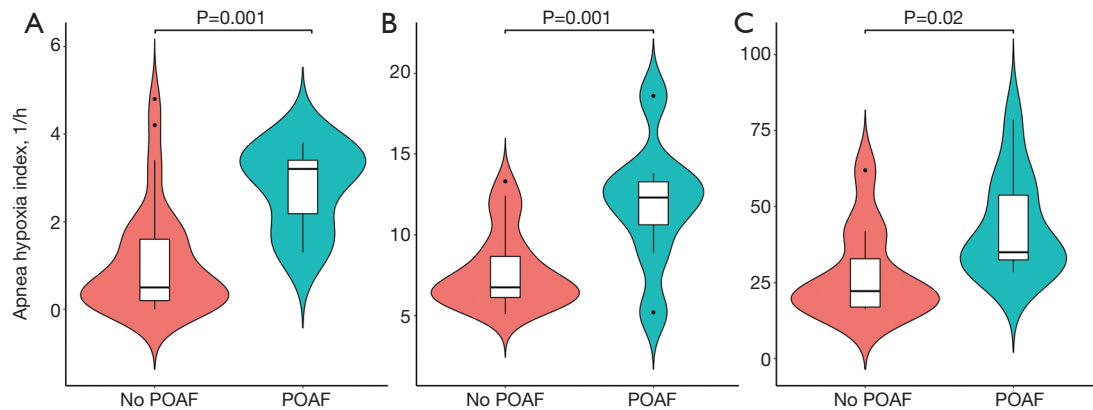 A
P=0.001
Apnea hypoxia index, 1/h
6
4
2
0
No POAF
POAF
B
P=0.001
20
15
10
5
No POAF
POAF
C
P=0.02
100
75
50
25
0
No POAF
POAF